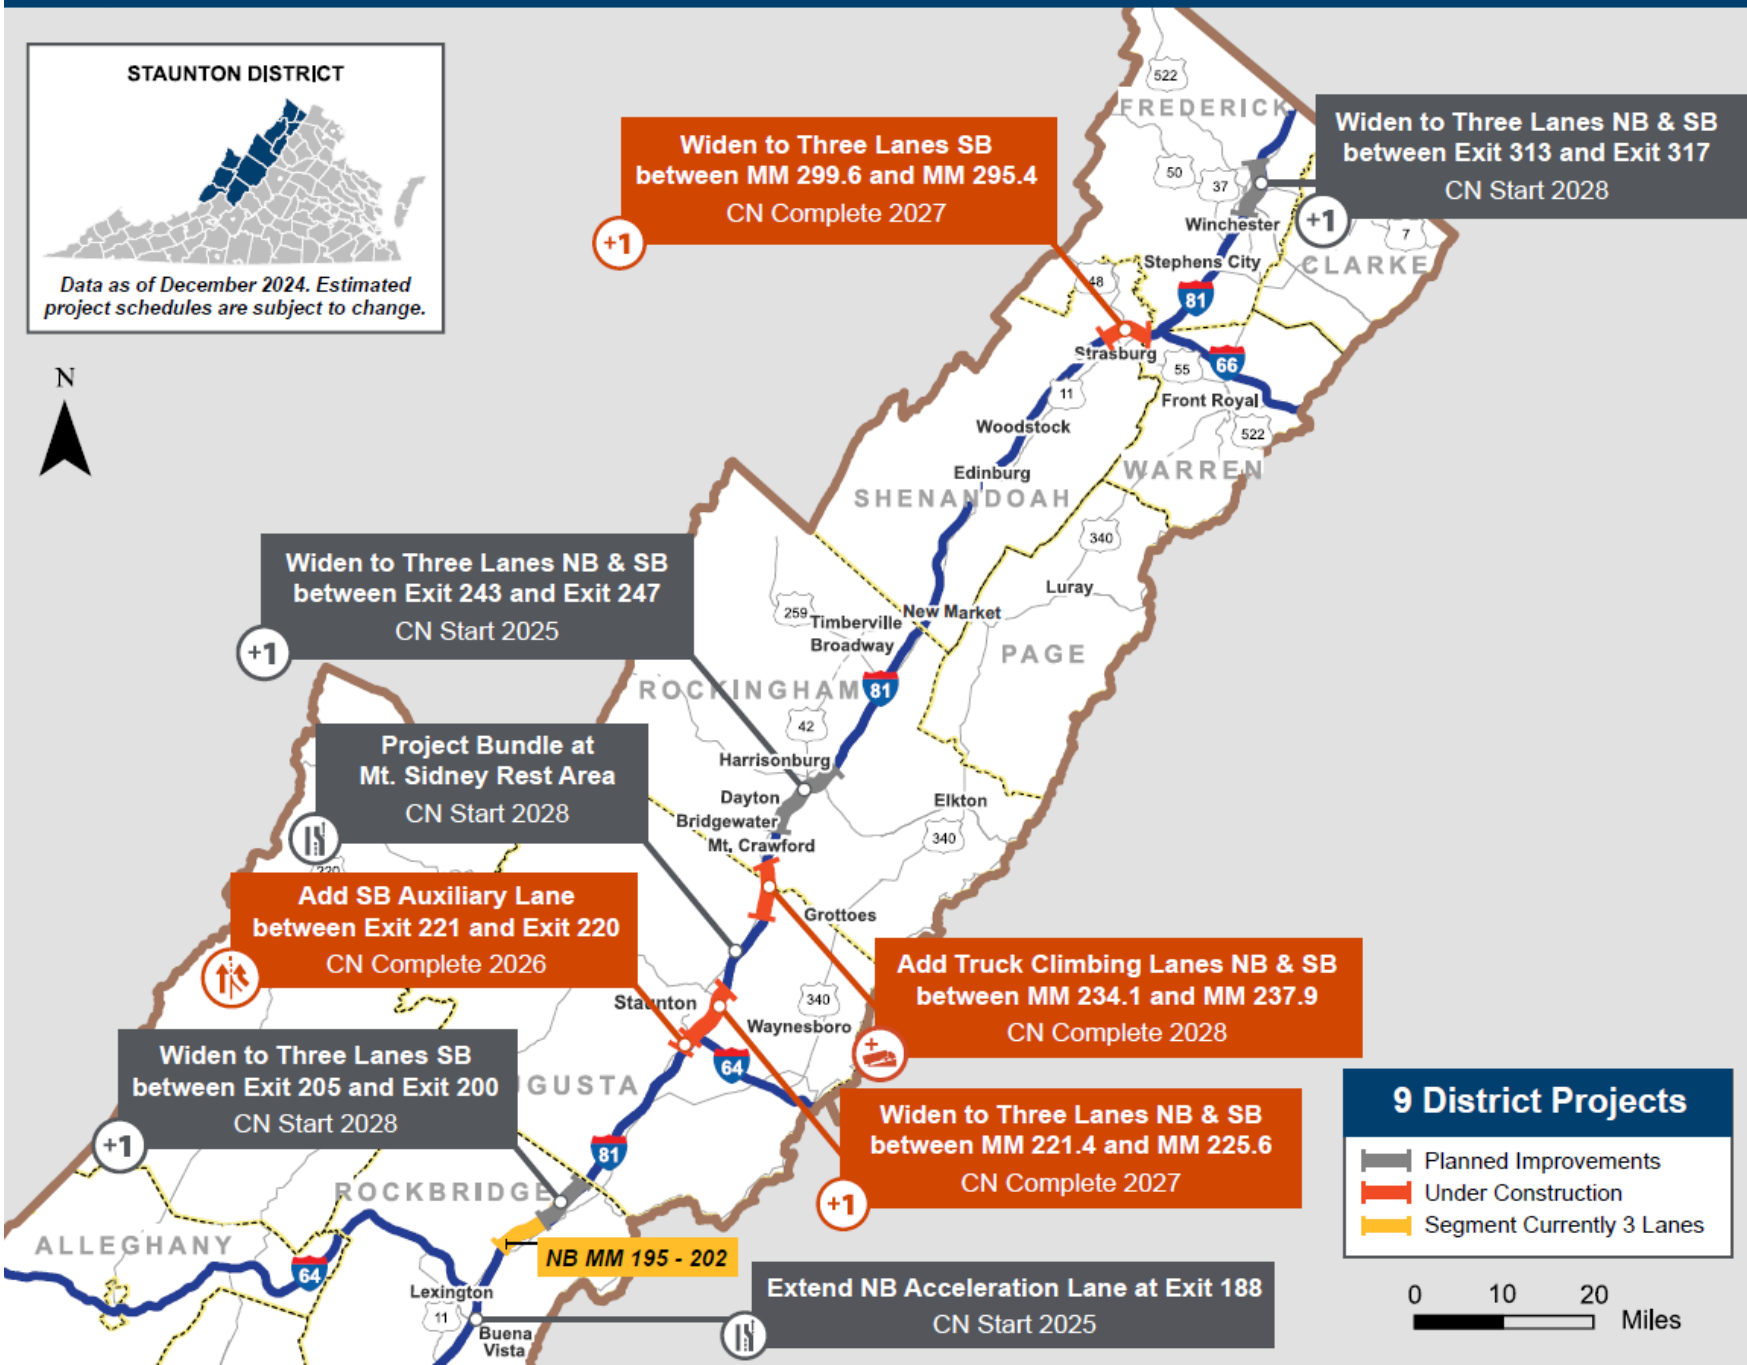 STAUNTON DISTRICT
Data as of December 2024. Estimated
project schedules are subject to change.
N
522
FREDERICK
Widen to Three Lanes SB
between MM 299.6 and MM 295.4
CN Complete 2027
+1
Widen to Three Lanes NB & SB
between Exit 313 and Exit 317
CN Start 2028
+1
50
37
Winchester
7
Stephens City
CLARKE
48
81
Strasburg
55
66
11
Front Royal
Woodstock
522
Edinburg
WARREN
SHENANDOAH
340
Luray
Widen to Three Lanes NB & SB
between Exit 243 and Exit 247
CN Start 2025
+1
259
Timberville
New Market
Broadway
PAGE
ROCKINGHAM
81
42
Project Bundle at
Mt. Sidney Rest Area
CN Start 2028
Harrisonburg
Dayton
Elkton
Bridgewater
340
Mt. Crawford
220
Add SB Auxiliary Lane
between Exit 221 and Exit 220
CN Complete 2026
Grottoes
Add Truck Climbing Lanes NB & SB
between MM 234.1 and MM 237.9
CN Complete 2028
+
Staunton
340
Waynesboro
64
Widen to Three Lanes SB
between Exit 205 and Exit 200
CN Start 2028
+1
UGUSTA
Widen to Three Lanes NB & SB
between MM 221.4 and MM 225.6
CN Complete 2027
+1
81
ROCKBRIDGE
ALLEGHANY
64
NB MM 195 - 202
Lexington
11
Buena
Vista
Extend NB Acceleration Lane at Exit 188
CN Start 2025
9 District Projects
Planned Improvements
Under Construction
Segment Currently 3 Lanes
0 10 20
Miles